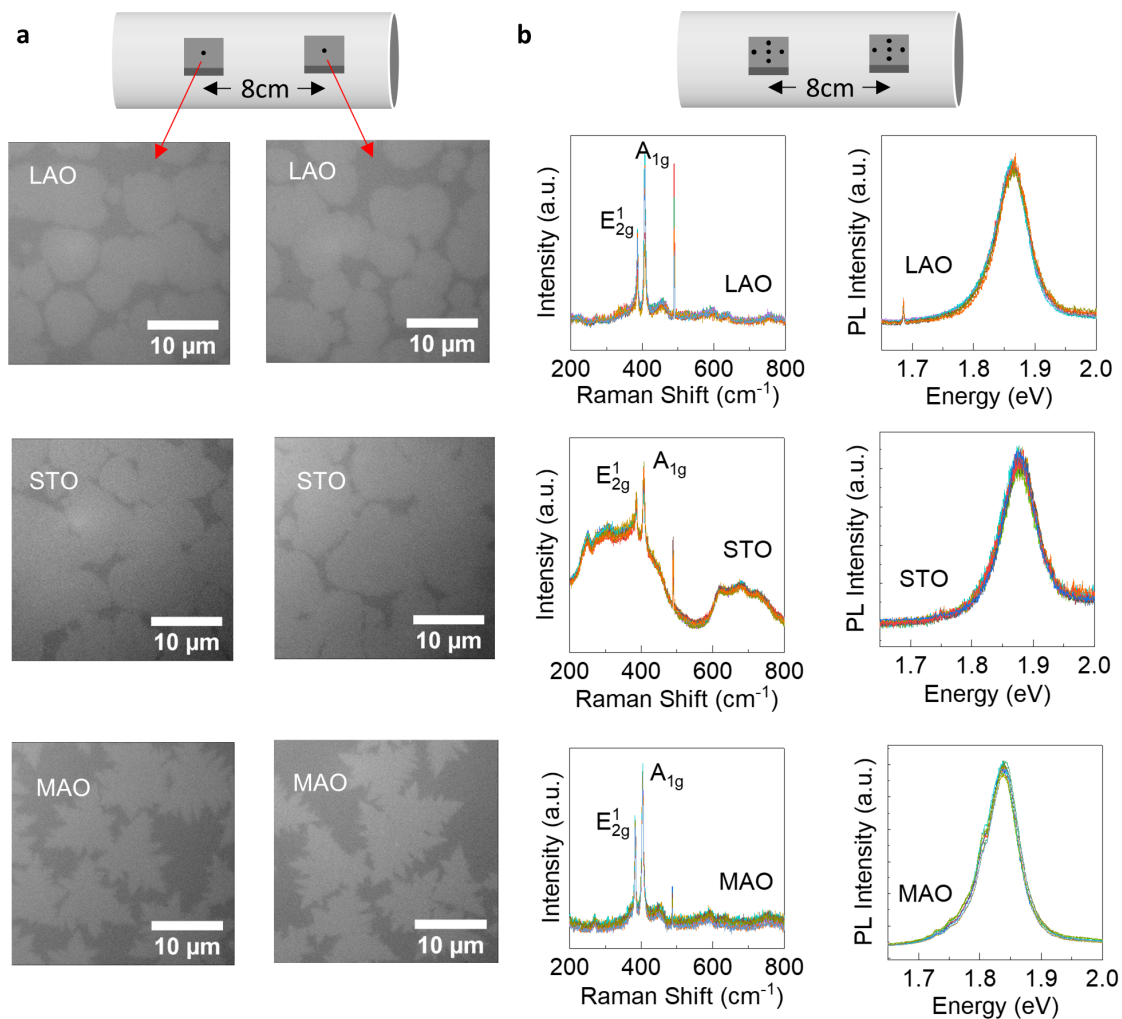 a
8cm
LAO
10 µm
LAO
10 µm
STO
10 µm
STO
10 µm
MAO
10 µm
MAO
10 µm
b
8cm
Intensity (a.u.)
E¹₂g
A₁g
LAO
200 400 600 800
Raman Shift (cm⁻¹)
PL Intensity (a.u.)
LAO
1.7 1.8 1.9 2.0
Energy (eV)
Intensity (a.u.)
E¹₂g
A₁g
STO
200 400 600 800
Raman Shift (cm⁻¹)
PL Intensity (a.u.)
STO
1.7 1.8 1.9 2.0
Energy (eV)
Intensity (a.u.)
E¹₂g
A₁g
MAO
200 400 600 800
Raman Shift (cm⁻¹)
PL Intensity (a.u.)
MAO
1.7 1.8 1.9 2.0
Energy (eV)